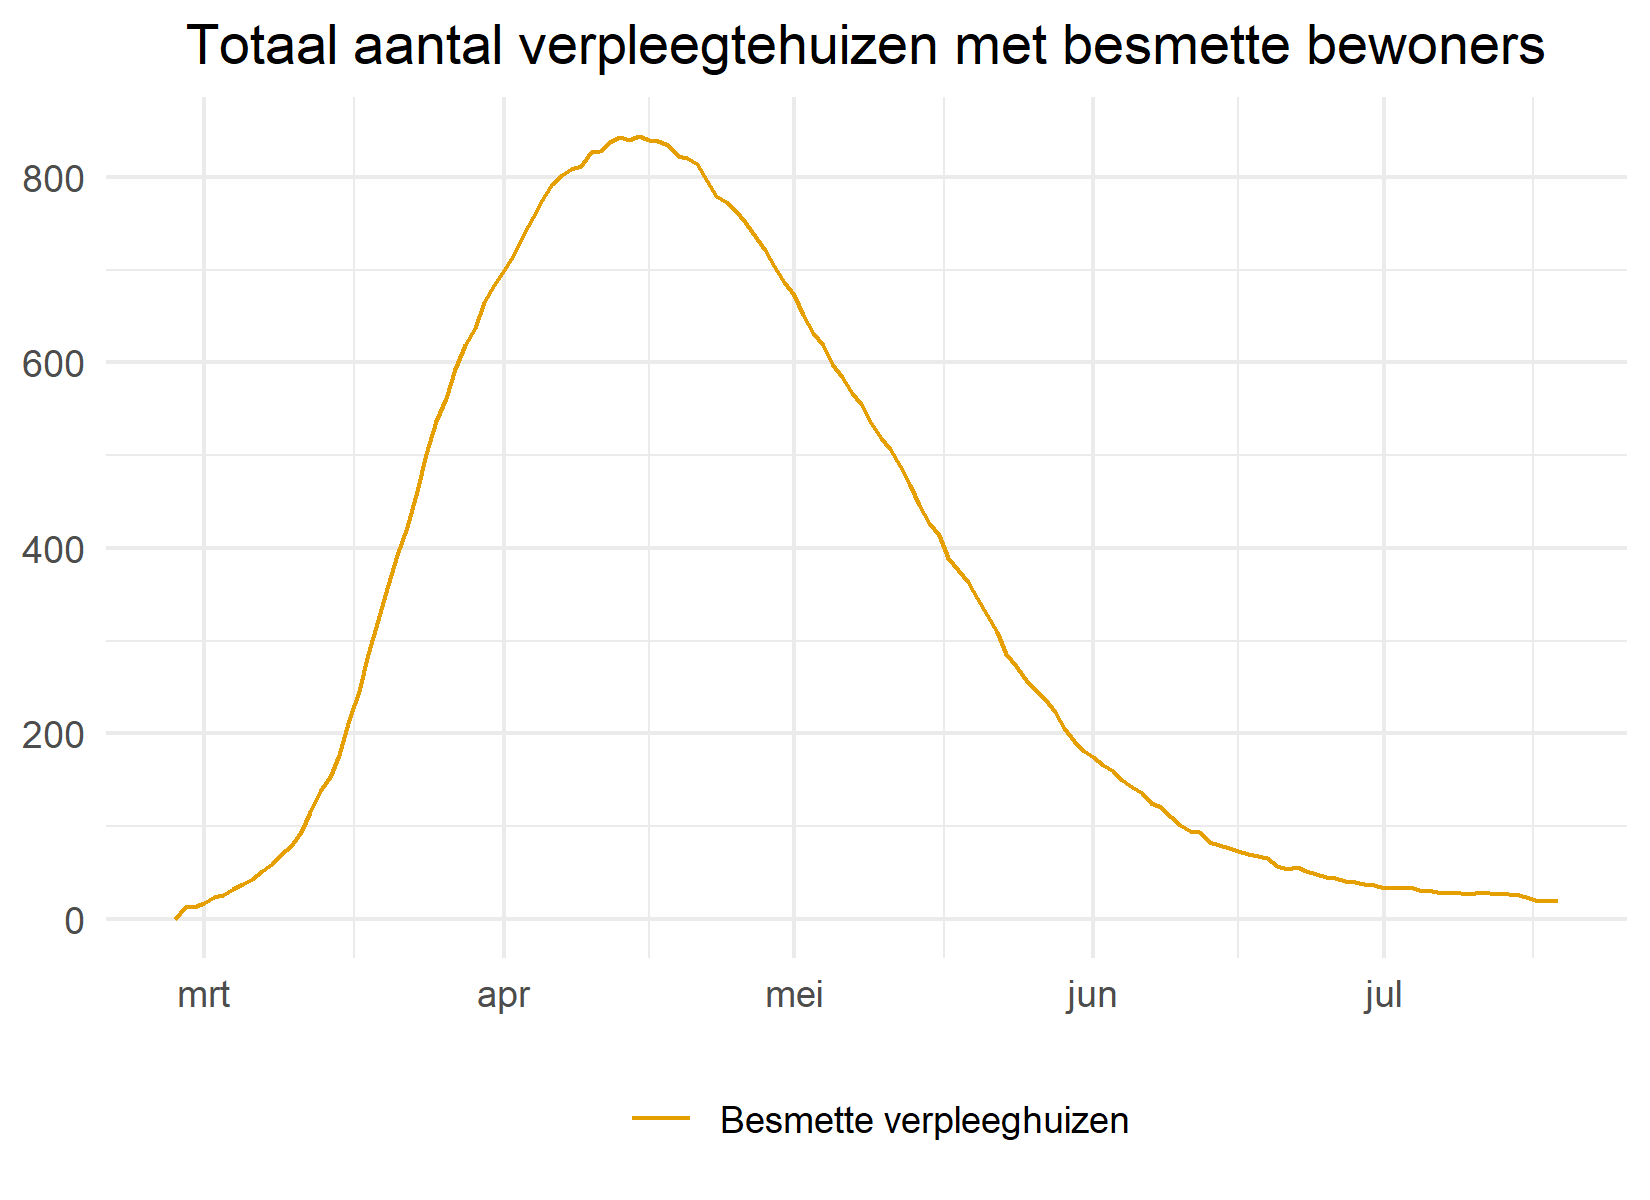 Totaal aantal verpleegtehuizen met besmette bewoners
800
600
400
200
0
mrt apr mei jun jul
Besmette verpleeghuizen